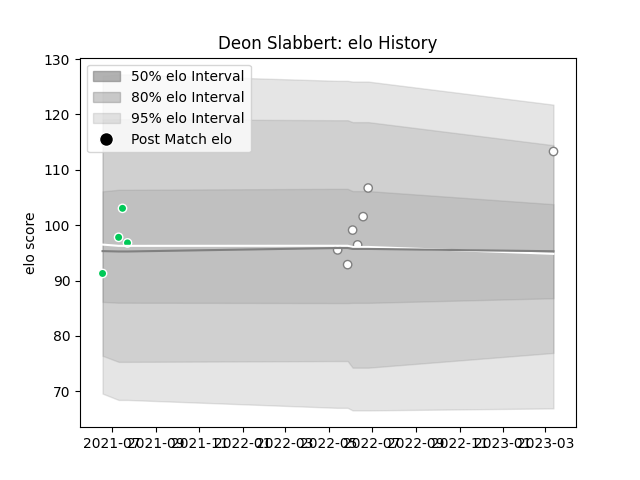 Deon Slabbert: elo History
130
120
110
100
90
80
70
elo score
50% elo Interval
80% elo Interval
95% elo Interval
Post Match elo
2021-07 2021-09 2021-11 2022-01 2022-03 2022-05 2022-07 2022-09 2022-11 2023-01 2023-03